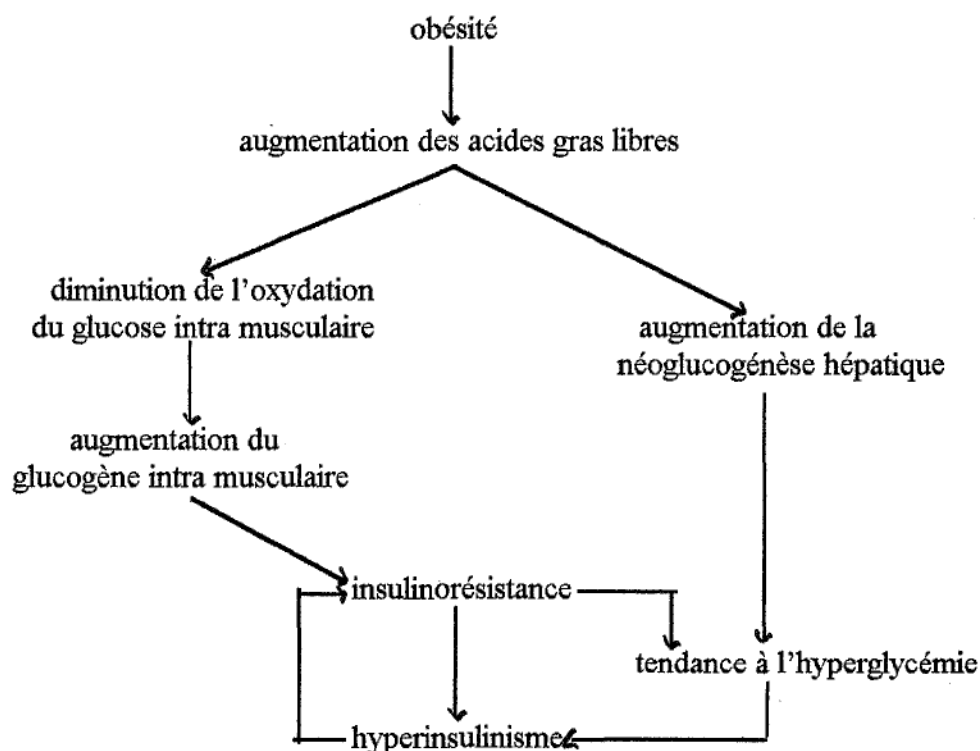 obésité
augmentation des acides gras libres
diminution de l'oxydation
du glucose intra musculaire
augmentation de la
néoglucogénèse hépatique
augmentation du
glucogène intra musculaire
insulinorésistance
tendance à l'hyperglycémie
hyperinsulinisme